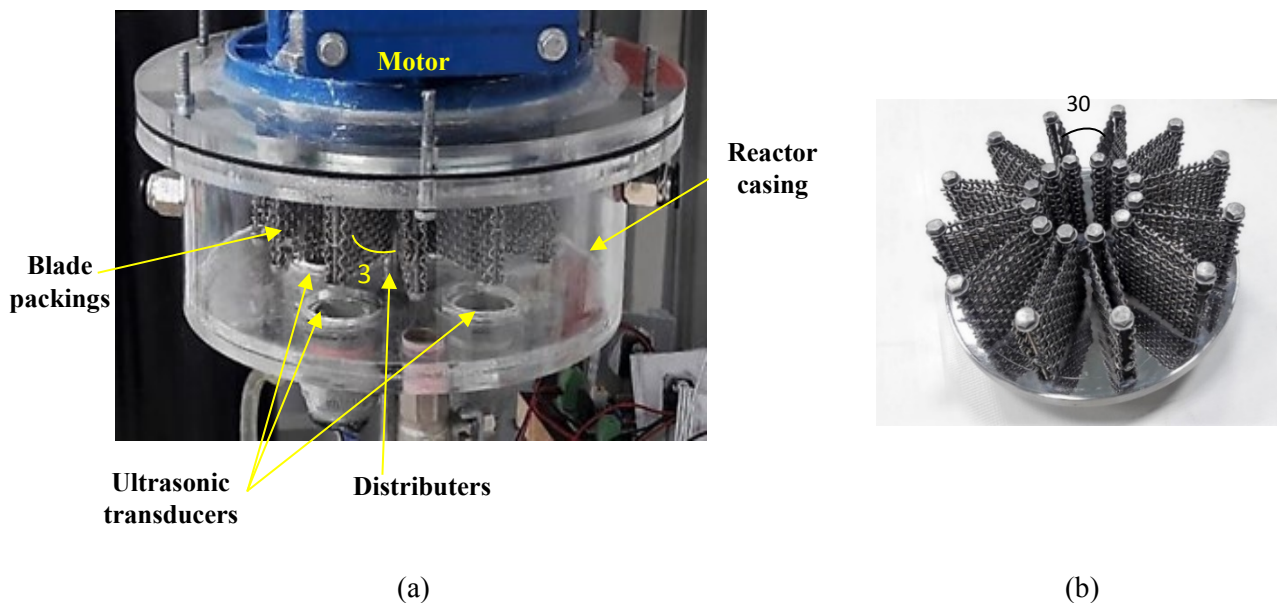 Motor
30
Reactor
casing
Blade
packings
3
Ultrasonic
transducers
Distributers
(a)
(b)